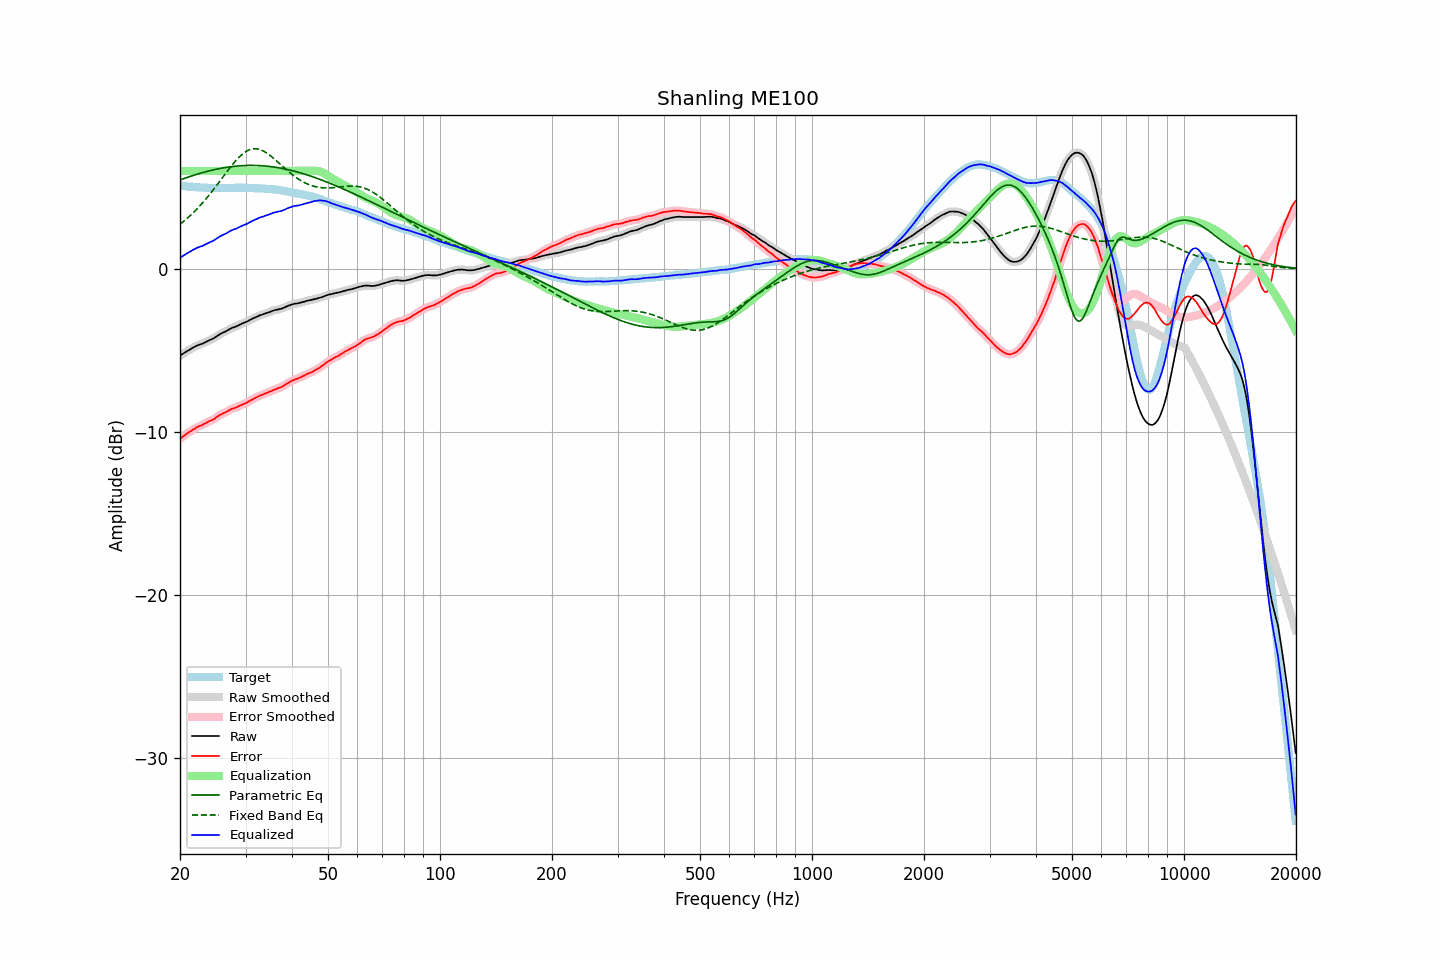 Shanling ME100
Amplitude (dBr)
0
−10
−20
−30
Target
Raw Smoothed
Error Smoothed
Raw
Error
Equalization
Parametric Eq
Fixed Band Eq
Equalized
20 50 100 200 500 1000 2000 5000 10000 20000
Frequency (Hz)